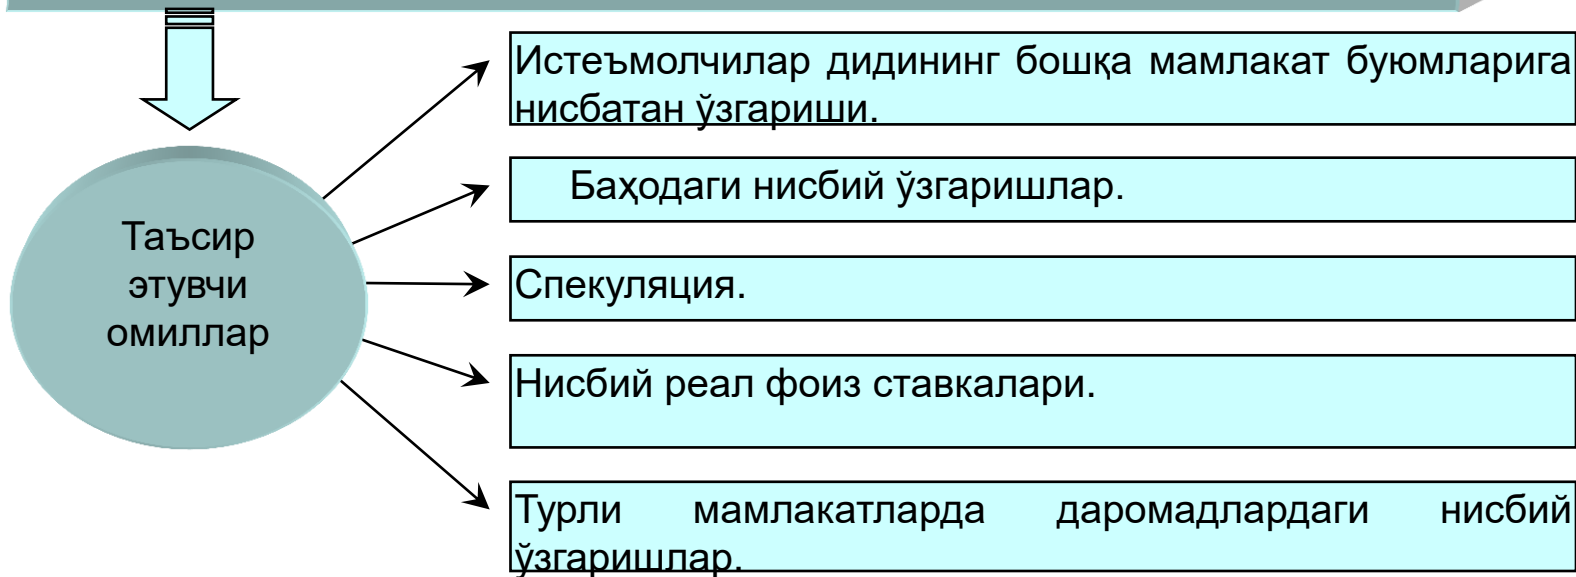 Истеъмолчилар дидининг бошқа мамлакат буюмларига
нисбатан ўзгариши.
Баҳодаги нисбий ўзгаришлар.
Таъсир
этувчи
омиллар
Спекуляция.
Нисбий реал фоиз ставкалари.
Турли мамлакатларда даромадлардаги нисбий
ўзгаришлар.